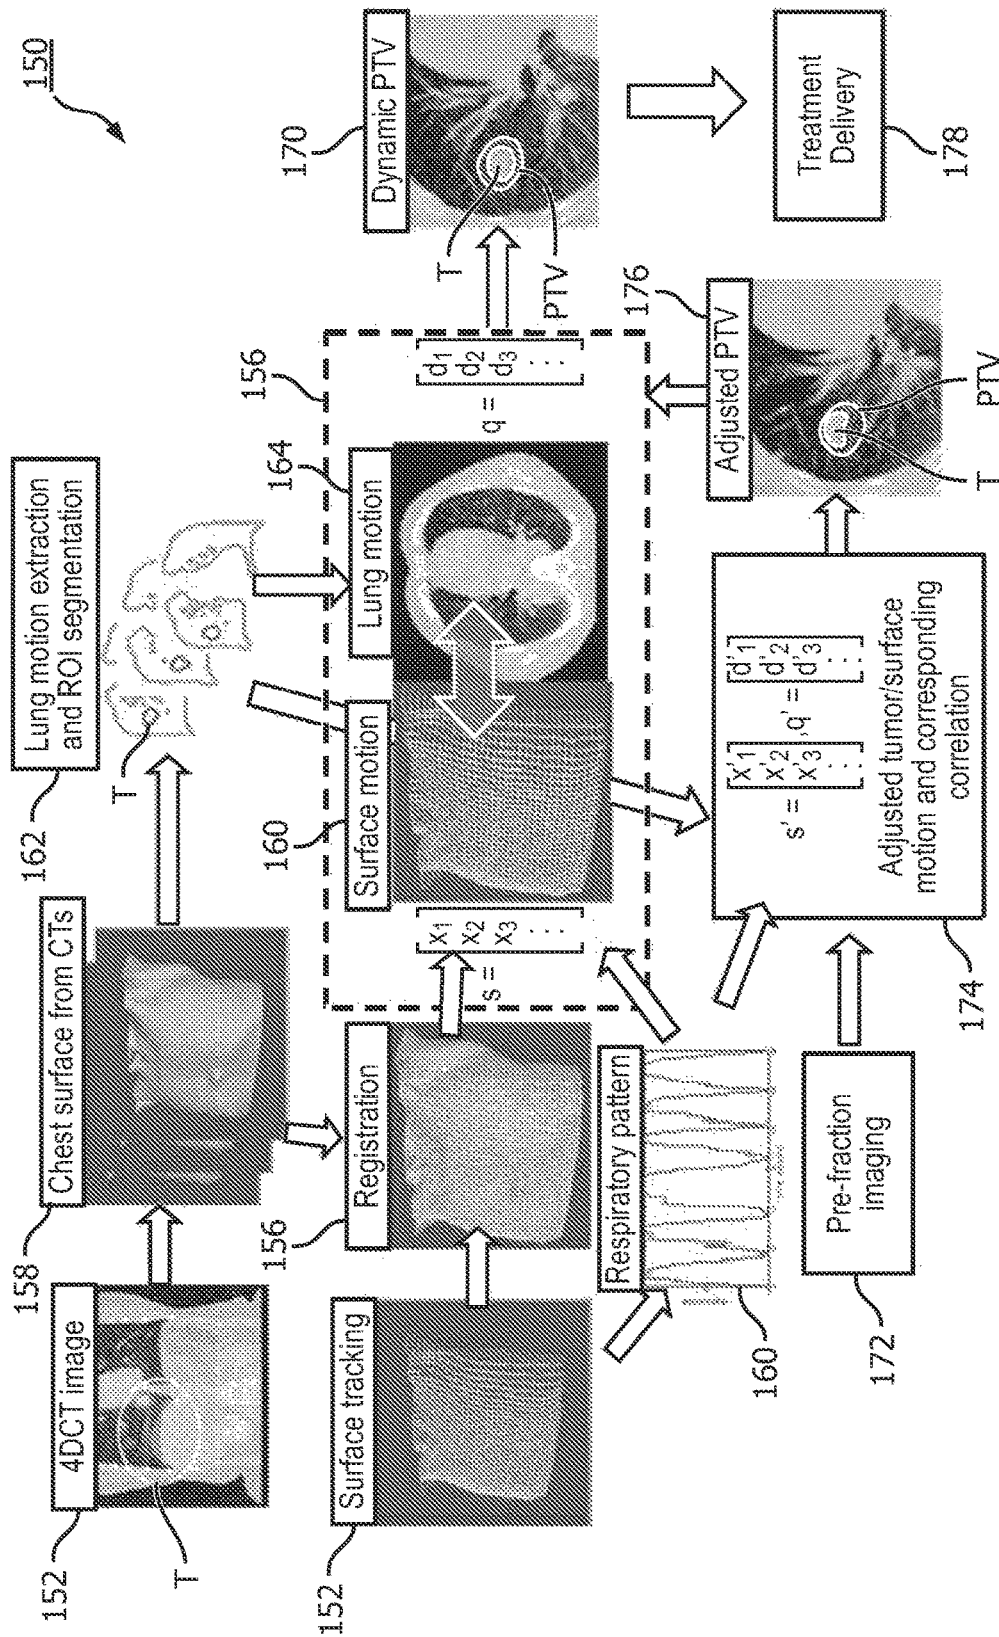 150
152
4DCT image
T
158
Chest surface from CTs
162
Lung motion extraction
and ROI segmentation
T
152
Surface tracking
156
Registration
156
s =
x1
x2
x3
:
:
160
Surface motion
164
Lung motion
q =
d1
d2
d3
:
:
170
Dynamic PTV
T
PTV
160
Respiratory pattern
172
Pre-fraction
imaging
174
s' =
x'1
x'2
x'3
:
:
,q' =
d'1
d'2
d'3
:
:
Adjusted tumor/surface
motion and corresponding
correlation
176
Adjusted PTV
T
PTV
Treatment
Delivery
178